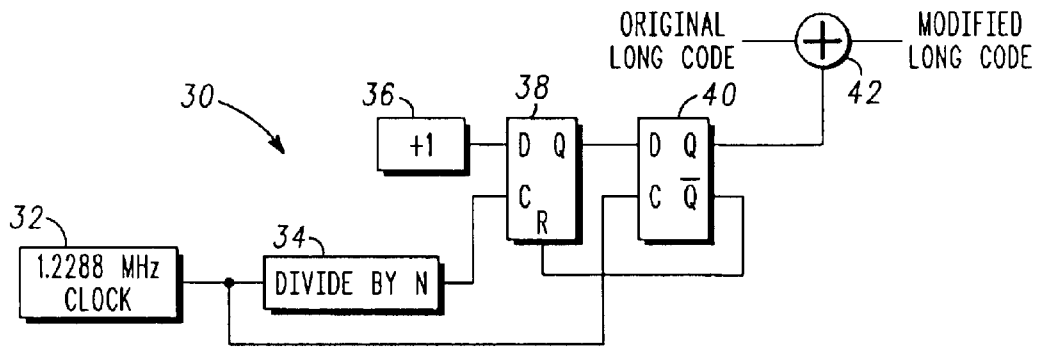 ORIGINAL
LONG CODE
MODIFIED
LONG CODE
42
30
36
38
40
+1
D Q
C
R
D Q
C Q̅
32
1.2288 MHz
CLOCK
34
DIVIDE BY N